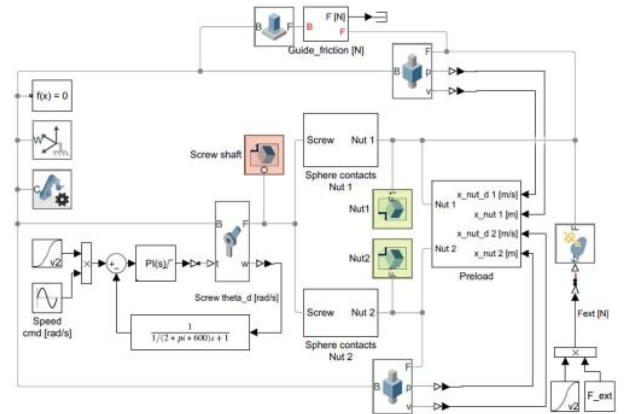 B F
B
F [N]
F
Guide_friction [N]
B
F
p
v
f(x) = 0
W
C
Screw shaft
Screw Nut 1
Sphere contacts
Nut 1
x_nut_d 1 [m/s]
x_nut 1 [m]
x_nut_d 2 [m/s]
x_nut 2 [m]
Nut 1
Nut 2
Preload
Nut1
Nut2
B F
t w
Screw theta_d [rad/s]
v2
×
+
-
PI(s)
Speed
cmd [rad/s]
1
1/(2 * pi * 600)s + 1
Screw Nut 2
Sphere contacts
Nut 2
B
F
p
v
F
Fext [N]
×
v2
F_ext